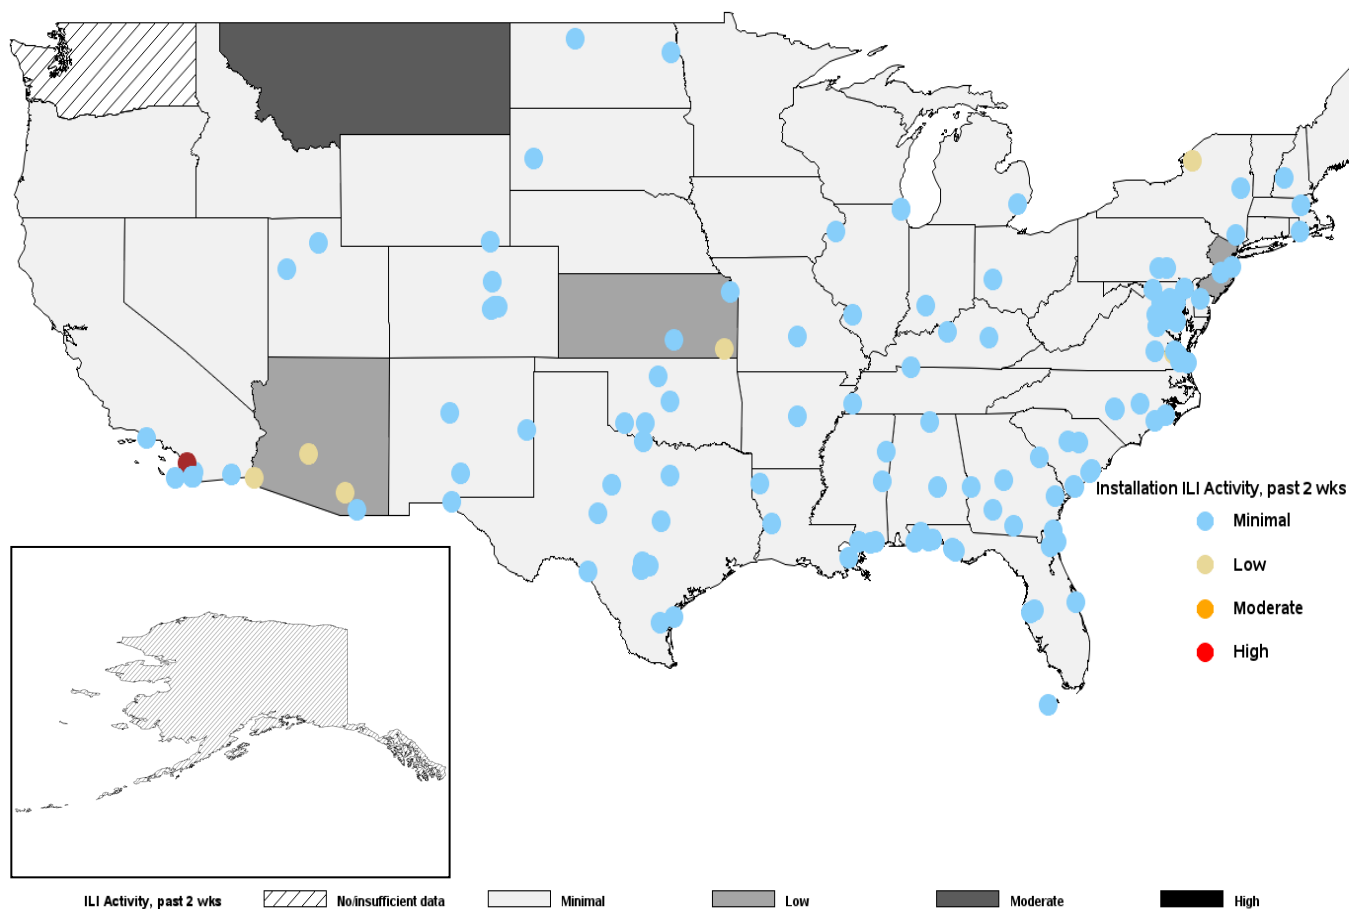 Installation ILI Activity, past 2 wks
Minimal
Low
Moderate
High
ILI Activity, past 2 wks No/insufficient data Minimal Low Moderate High